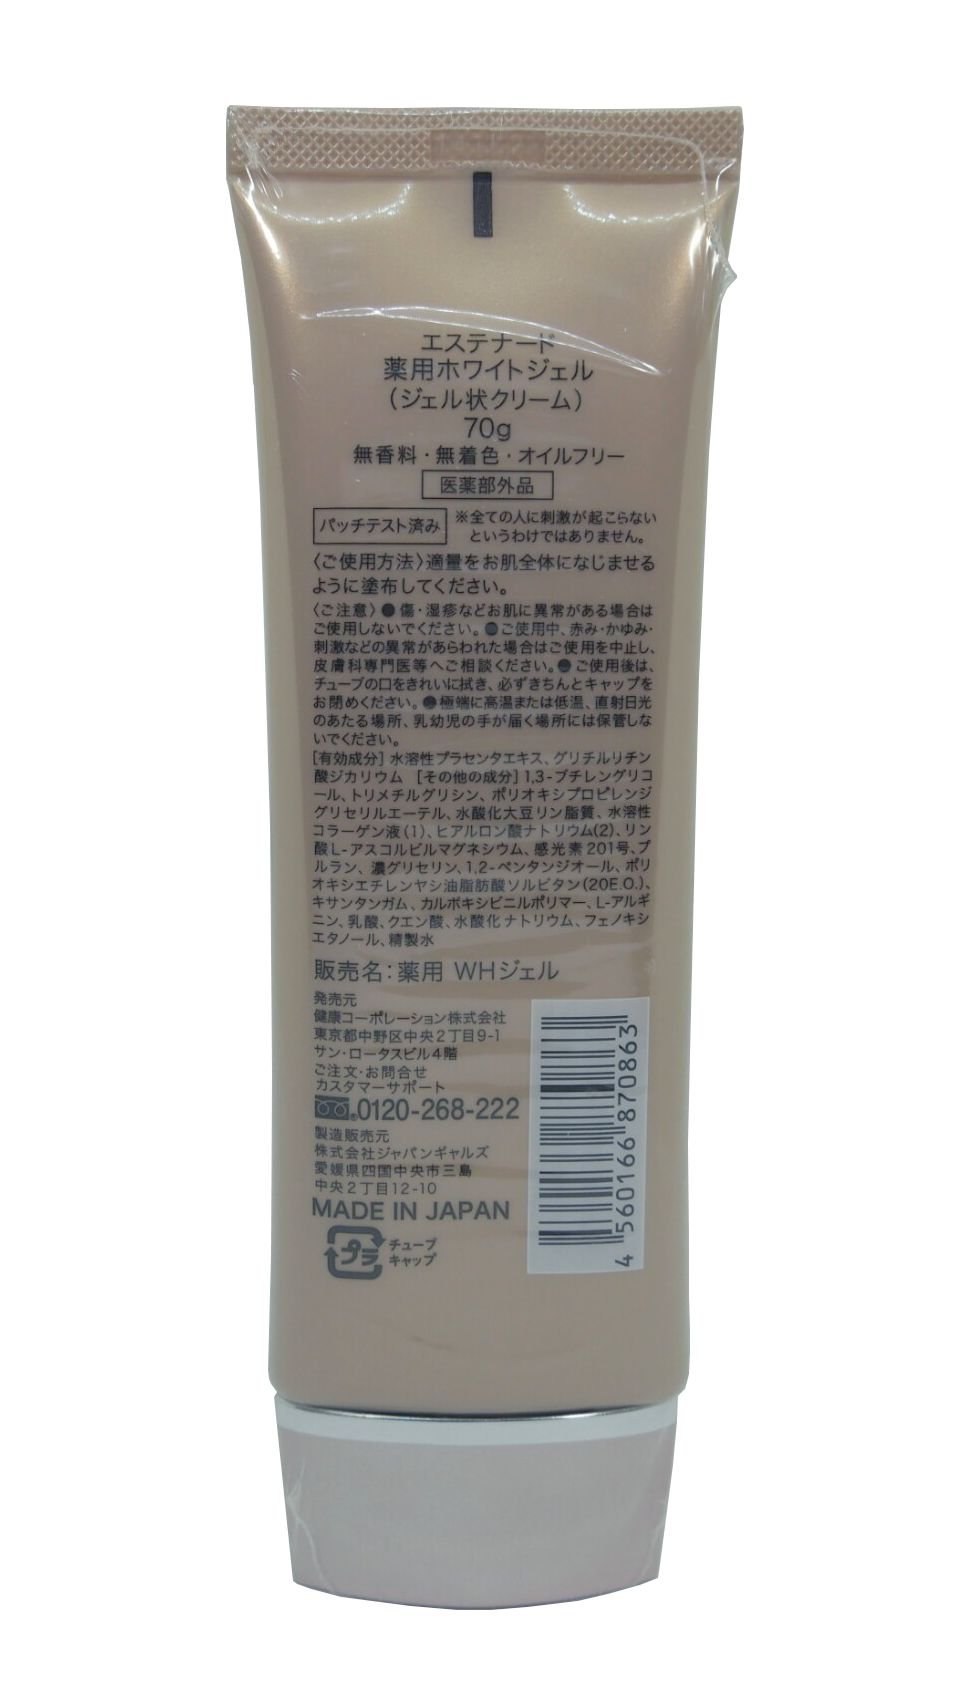 エステナード
薬用ホワイトジェル
（ジェル状クリーム）
70g
無香料・無着色・オイルフリー
医薬部外品
パッチテスト済み
※全ての人に刺激が起こらない
というわけではありません。
〈ご使用方法〉適量をお肌全体になじませる
ように塗布してください。
〈ご注意〉●傷・湿疹などお肌に異常がある場合は
ご使用しないでください。●ご使用中、赤み・かゆみ・
刺激などの異常があらわれた場合はご使用を中止し、
皮膚科専門医等へご相談ください。●ご使用後は、
チューブの口をきれいに拭き、必ずきちんとキャップを
お閉めください。●極端に高温または低温、直射日光
のあたる場所、乳幼児の手が届く場所には保管しな
いでください。
[有効成分] 水溶性プラセンタエキス、グリチルリチン
酸ジカリウム [その他の成分] 1,3-ブチレングリコ
ール、トリメチルグリシン、ポリオキシプロピレンジ
グリセリルエーテル、水酸化大豆リン脂質、水溶性
コラーゲン液(1)、ヒアルロン酸ナトリウム(2)、リン
酸L-アスコルビルマグネシウム、感光素201号、プ
ルラン、濃グリセリン、1,2-ペンタンジオール、ポリ
オキシエチレンヤシ油脂肪酸ソルビタン(20E.O.)、
キサンタンガム、カルボキシビニルポリマー、L-アルギ
ニン、乳酸、クエン酸、水酸化ナトリウム、フェノキシ
エタノール、精製水
販売名：薬用 WHジェル
発売元
健康コーポレーション株式会社
東京都中野区中央2丁目9-1
サン・ロータスビル4階
ご注文・お問合せ
カスタマーサポート
0120-268-222
製造販売元
株式会社ジャパンギャルズ
愛媛県四国中央市三島
中央2丁目12-10
MADE IN JAPAN
プラ
チューブ
キャップ
4 560166 870863